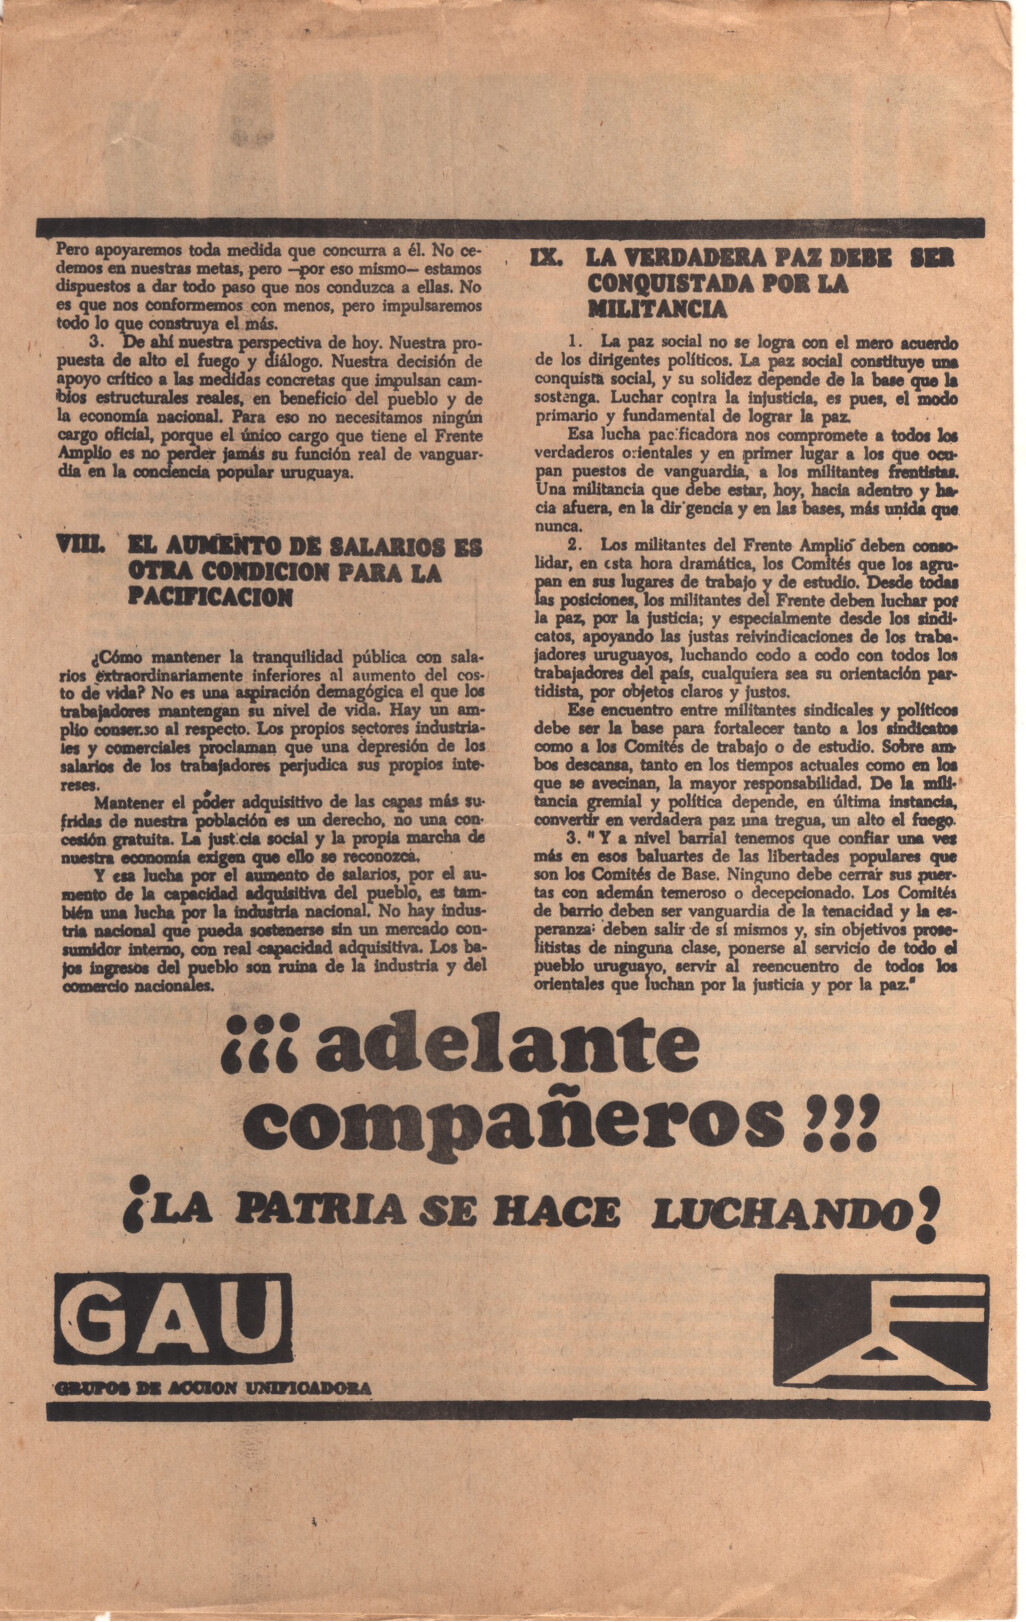 Pero apoyaremos toda medida que concurra a él. No ce-
demos en nuestras metas, pero —por eso mismo— estamos
dispuestos a dar todo paso que nos conduzca a ellas. No
es que nos conformemos con menos, pero impulsaremos
todo lo que construya el más.
3. De ahí nuestra perspectiva de hoy. Nuestra pro-
puesta de alto el fuego y diálogo. Nuestra decisión de
apoyo crítico a las medidas concretas que impulsan cam-
bios estructurales reales, en beneficio del pueblo y de
la economía nacional. Para eso no necesitamos ningún
cargo oficial, porque el único cargo que tiene el Frente
Amplio es no perder jamás su función real de vanguar-
dia en la conciencia popular uruguaya.
VIII. EL AUMENTO DE SALARIOS ES
OTRA CONDICION PARA LA
PACIFICACION
¿Cómo mantener la tranquilidad pública con sala-
rios extraordinariamente inferiores al aumento del cos-
to de vida? No es una aspiración demagógica el que los
trabajadores mantengan su nivel de vida. Hay un am-
plio consenso al respecto. Los propios sectores industria-
les y comerciales proclaman que una depresión de los
salarios de los trabajadores perjudica sus propios inte-
reses.
Mantener el poder adquisitivo de las capas más su-
fridas de nuestra población es un derecho, no una con-
cesión gratuita. La justicia social y la propia marcha de
nuestra economía exigen que ello se reconozca.
Y esa lucha por el aumento de salarios, por el au-
mento de la capacidad adquisitiva del pueblo, es tam-
bién una lucha por la industria nacional. No hay indus-
tria nacional que pueda sostenerse sin un mercado con-
sumidor interno, con real capacidad adquisitiva. Los ba-
jos ingresos del pueblo son ruina de la industria y del
comercio nacionales.
IX. LA VERDADERA PAZ DEBE SER
CONQUISTADA POR LA
MILITANCIA
1. La paz social no se logra con el mero acuerdo
de los dirigentes políticos. La paz social constituye una
conquista social, y su solidez depende de la base que la
sostenga. Luchar contra la injusticia, es pues, el modo
primario y fundamental de lograr la paz.
Esa lucha pacificadora nos compromete a todos los
verdaderos orientales y en primer lugar a los que ocu-
pan puestos de vanguardia, a los militantes frentistas.
Una militancia que debe estar, hoy, hacia adentro y ha-
cia afuera, en la dirigencia y en las bases, más unida que
nunca.
2. Los militantes del Frente Amplio deben conso-
lidar, en esta hora dramática, los Comités que los agru-
pan en sus lugares de trabajo y de estudio. Desde todas
las posiciones, los militantes del Frente deben luchar por
la paz, por la justicia; y especialmente desde los sindi-
catos, apoyando las justas reivindicaciones de los traba-
jadores uruguayos, luchando codo a codo con todos los
trabajadores del país, cualquiera sea su orientación par-
tidista, por objetos claros y justos.
Ese encuentro entre militantes sindicales y políticos
debe ser la base para fortalecer tanto a los sindicatos
como a los Comités de trabajo o de estudio. Sobre am-
bos descansa, tanto en los tiempos actuales como en los
que se avecinan, la mayor responsabilidad. De la mili-
tancia gremial y política depende, en última instancia,
convertir en verdadera paz una tregua, un alto el fuego.
3. "Y a nivel barrial tenemos que confiar una vez
más en esos baluartes de las libertades populares que
son los Comités de Base. Ninguno debe cerrar sus puer-
tas con ademán temeroso o decepcionado. Los Comités
de barrio deben ser vanguardia de la tenacidad y la es-
peranza: deben salir de sí mismos y, sin objetivos prose-
litistas de ninguna clase, ponerse al servicio de todo el
pueblo uruguayo, servir al reencuentro de todos los
orientales que luchan por la justicia y por la paz."
¡¡¡adelante
compañeros!!!
¡LA PATRIA SE HACE LUCHANDO!
GAU
FA
GRUPOS DE ACCION UNIFICADORA